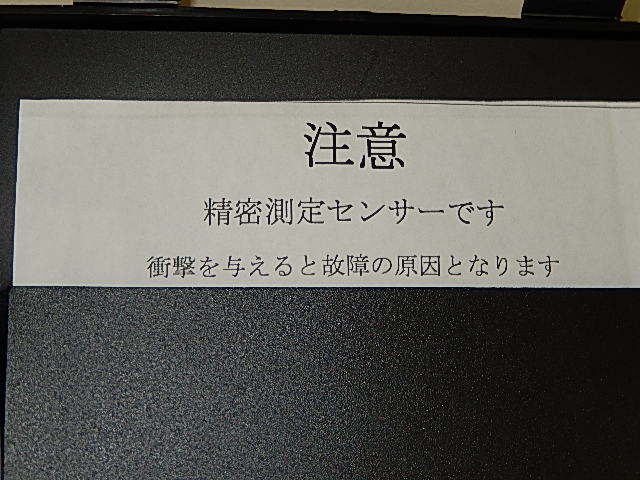 注意
精密測定センサーです
衝撃を与えると故障の原因となります